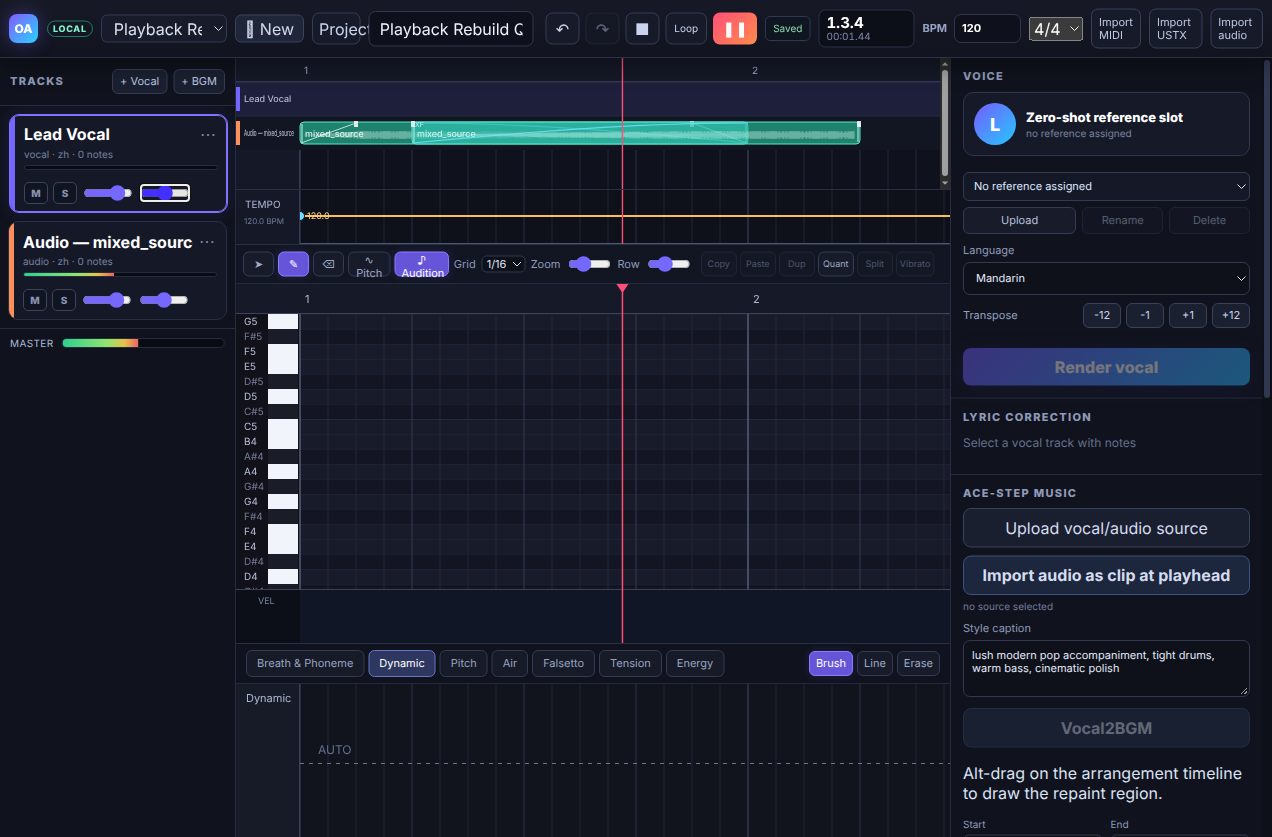 OA LOCAL Playback Re New Project Playback Rebuild Q Loop Saved 1.3.4 BPM 120 4/4 Import MIDI Import USTX Import audio
00:01.44
TRACKS + Vocal + BGM
Lead Vocal ...
vocal · zh · 0 notes
M S
Audio — mixed_sourc ...
audio · zh · 0 notes
M S
MASTER
1 2
Lead Vocal
Audio — mixed_source mixed_source XF mixed_source
TEMPO
120.0 BPM 120.0
Pitch Audition Grid 1/16 Zoom Row Copy Paste Dup Quant Split Vibrato
1 2
G5
F#5
F5
E5
D#5
D5
C#5
C5
B4
A#4
A4
G#4
G4
F#4
F4
E4
D#4
D4
VEL
Breath & Phoneme Dynamic Pitch Air Falsetto Tension Energy Brush Line Erase
Dynamic
AUTO
VOICE
L Zero-shot reference slot
no reference assigned
No reference assigned
Upload Rename Delete
Language
Mandarin
Transpose -12 -1 +1 +12
Render vocal
LYRIC CORRECTION
Select a vocal track with notes
ACE-STEP MUSIC
Upload vocal/audio source
Import audio as clip at playhead
no source selected
Style caption
lush modern pop accompaniment, tight drums,
warm bass, cinematic polish
Vocal2BGM
Alt-drag on the arrangement timeline
to draw the repaint region.
Start End